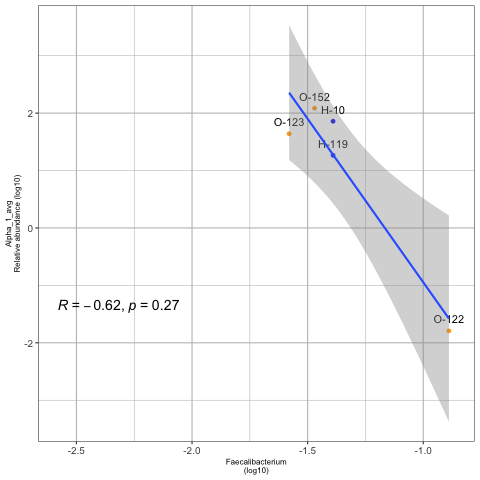 O-152
H-10
O-123
H-119
O-122
R = −0.62, p = 0.27
2
0
-2
-2.5
-2.0
-1.5
-1.0
Alpha_1_avg
Relative abundance (log10)
Faecalibacterium
(log10)